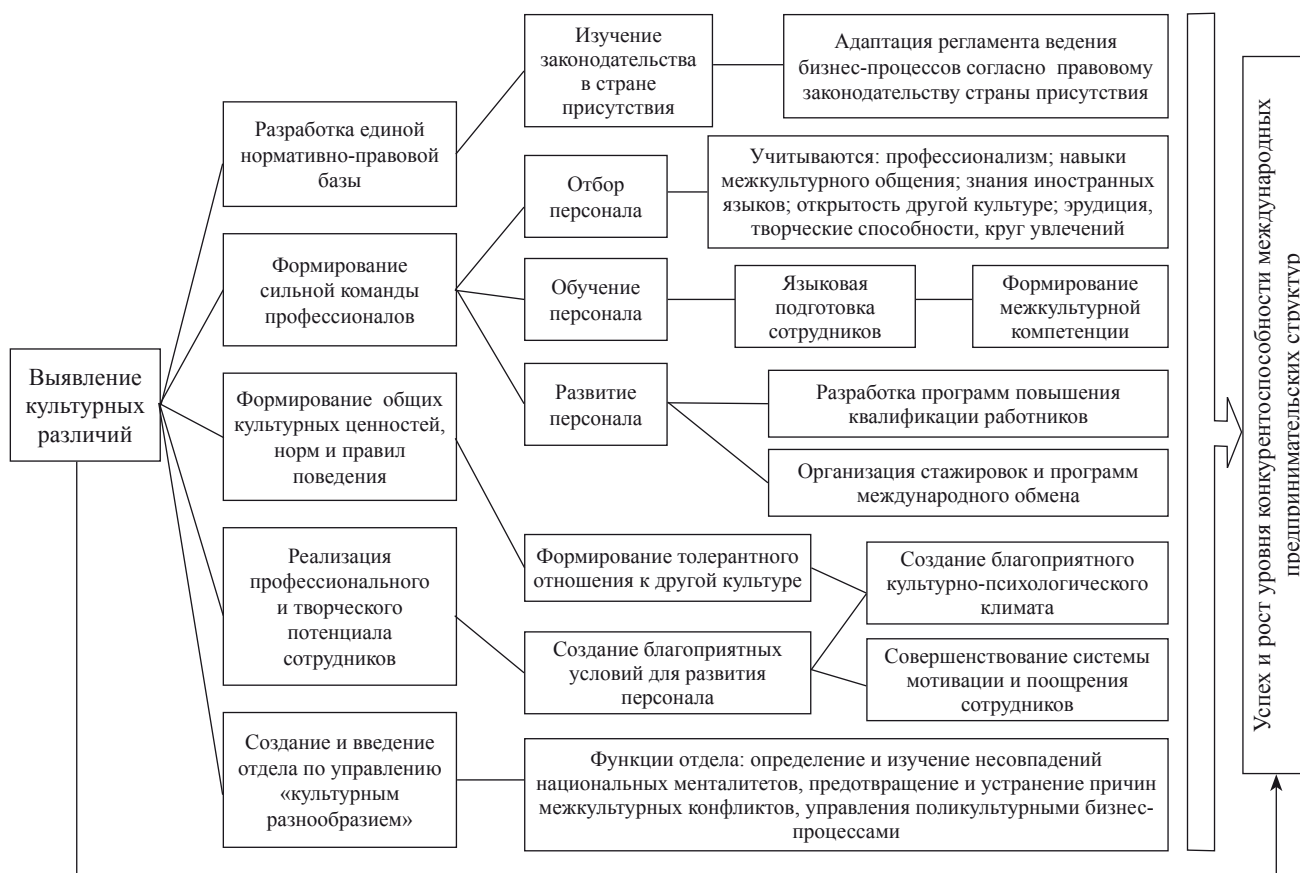 Выявление
культурных
различий
Разработка единой
нормативно-правовой
базы
Изучение
законодательства
в стране
присутствия
Адаптация регламента ведения
бизнес-процессов согласно правовому
законодательству страны присутствия
Формирование
сильной команды
профессионалов
Отбор
персонала
Учитываются: профессионализм; навыки
межкультурного общения; знания иностранных
языков; открытость другой культуре; эрудиция,
творческие способности, круг увлечений
Обучение
персонала
Языковая
подготовка
сотрудников
Формирование
межкультурной
компетенции
Развитие
персонала
Разработка программ повышения
квалификации работников
Организация стажировок и программ
международного обмена
Формирование общих
культурных ценностей,
норм и правил
поведения
Формирование толерантного
отношения к другой культуре
Создание благоприятного
культурно-психологического
климата
Реализация
профессионального
и творческого
потенциала
сотрудников
Создание благоприятных
условий для развития
персонала
Совершенствование системы
мотивации и поощрения
сотрудников
Создание и введение
отдела по управлению
«культурным
разнообразием»
Функции отдела: определение и изучение несовпадений
национальных менталитетов, предотвращение и устранение причин
межкультурных конфликтов, управления поликультурными бизнес-
процессами
Успех и рост уровня конкурентоспособности международных
предпринимательских структур